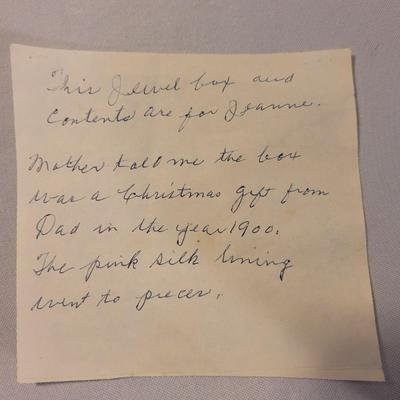 This Jewel box and
Contents are for Jeanne.
Mother told me the box
was a Christmas gift from
Dad in the year 1900.
The pink silk lining
went to pieces.